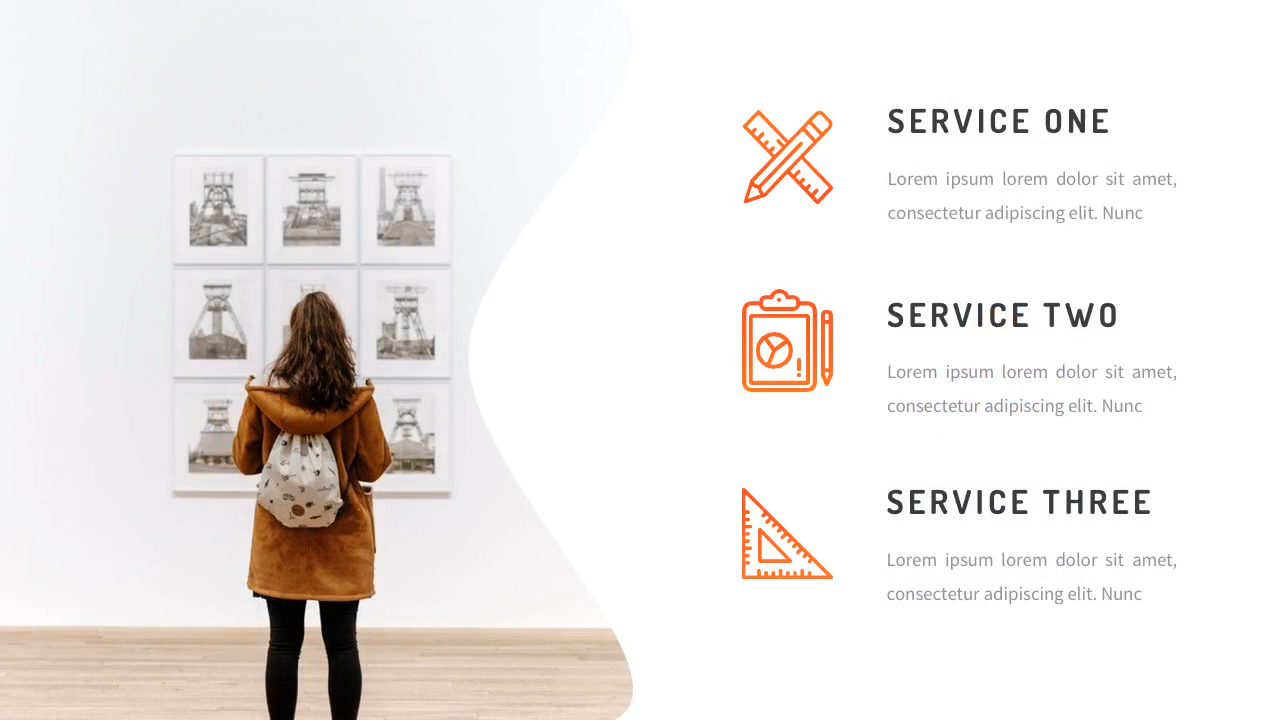 SERVICE ONE
Lorem ipsum lorem dolor sit amet,
consectetur adipiscing elit. Nunc
SERVICE TWO
Lorem ipsum lorem dolor sit amet,
consectetur adipiscing elit. Nunc
SERVICE THREE
Lorem ipsum lorem dolor sit amet,
consectetur adipiscing elit. Nunc